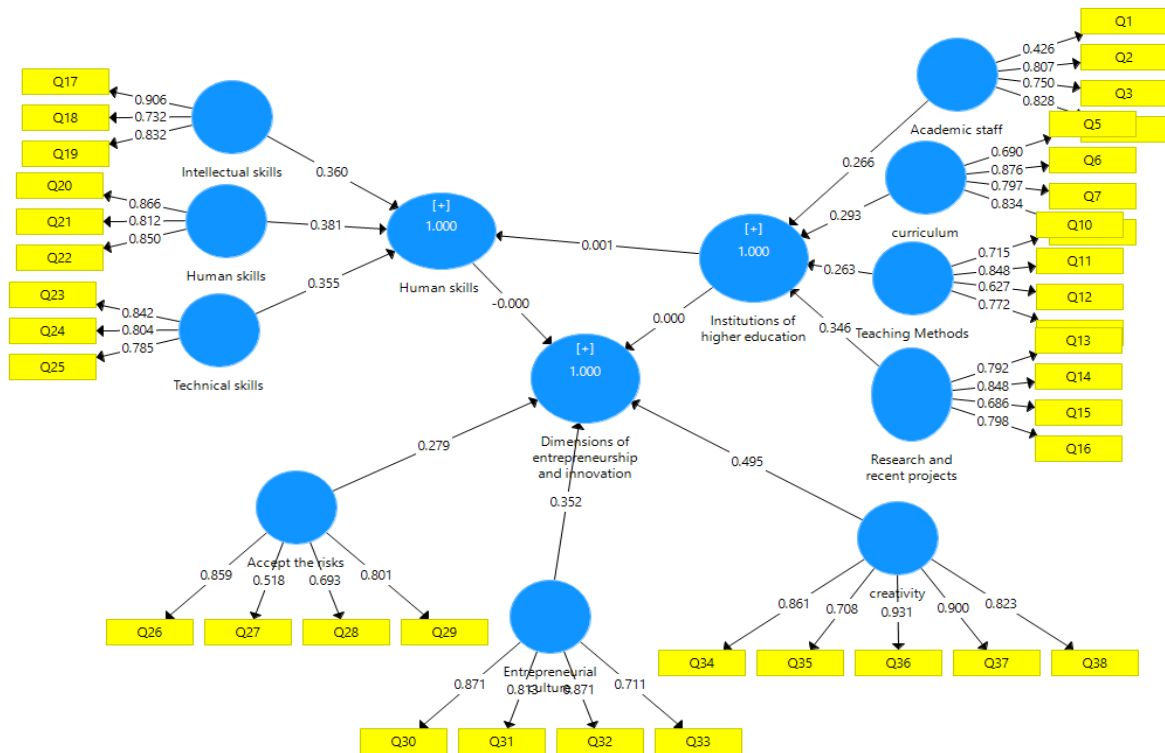 Q17
Q18
Q19
0.906
0.732
0.832
Intellectual skills
0.360
Q20
Q21
Q22
0.866
0.812
0.850
Human skills
0.381
Q23
Q24
Q25
0.842
0.804
0.785
Technical skills
0.355
[+]
1.000
Human skills
0.001
-0.000
[+]
1.000
Institutions of
higher education
0.000
Q1
Q2
Q3
0.426
0.807
0.750
0.828
Academic staff
0.266
Q5
Q6
Q7
0.690
0.876
0.797
0.834
curriculum
0.293
Q10
Q11
Q12
0.715
0.848
0.627
0.772
Teaching Methods
0.263
Q13
Q14
Q15
Q16
0.792
0.848
0.686
0.798
Research and
recent projects
0.346
[+]
1.000
Dimensions of
entrepreneurship
and innovation
0.279
0.352
0.495
Accept the risks
0.859
0.518
0.693
0.801
Q26
Q27
Q28
Q29
Entrepreneurial
culture
0.871
0.813
0.871
0.711
Q30
Q31
Q32
Q33
creativity
0.861
0.708
0.931
0.900
0.823
Q34
Q35
Q36
Q37
Q38